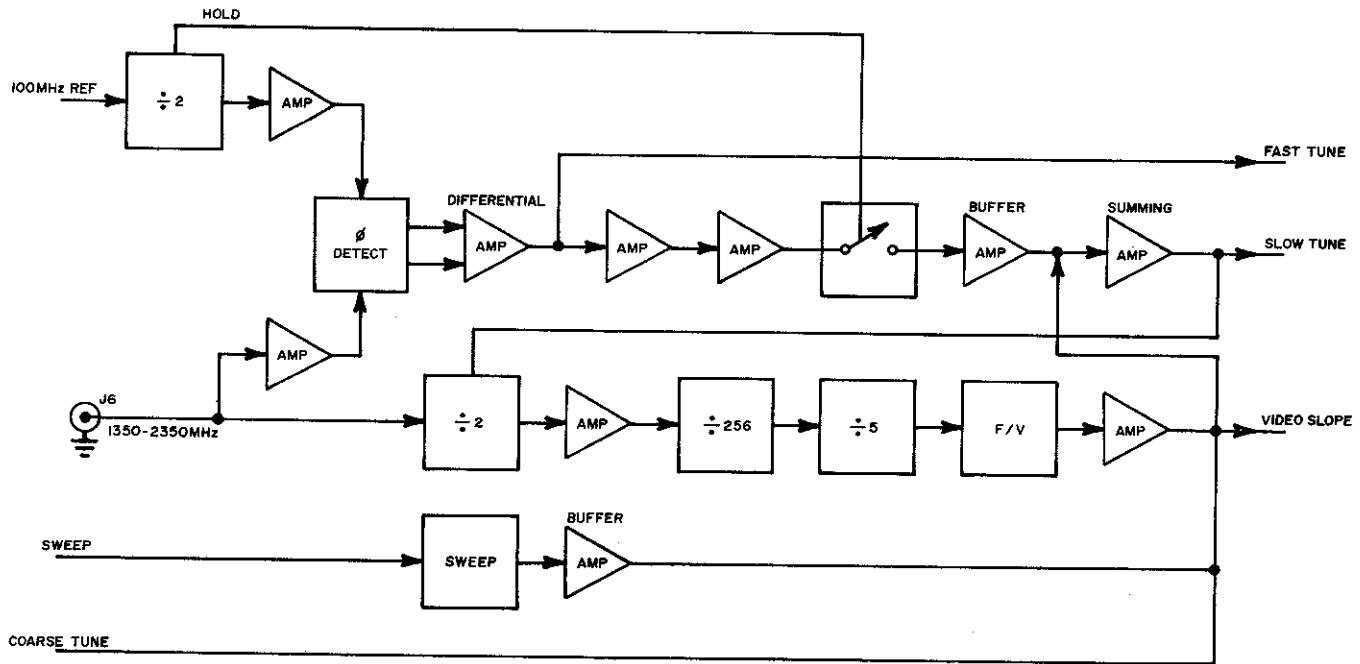 HOLD
100MHz REF
÷2
AMP
FAST TUNE
ø
DETECT
DIFFERENTIAL
AMP
AMP
AMP
BUFFER
AMP
SUMMING
AMP
SLOW TUNE
AMP
J6
1350-2350MHz
÷2
AMP
÷256
÷5
F/V
AMP
VIDEO SLOPE
SWEEP
SWEEP
BUFFER
AMP
COARSE TUNE